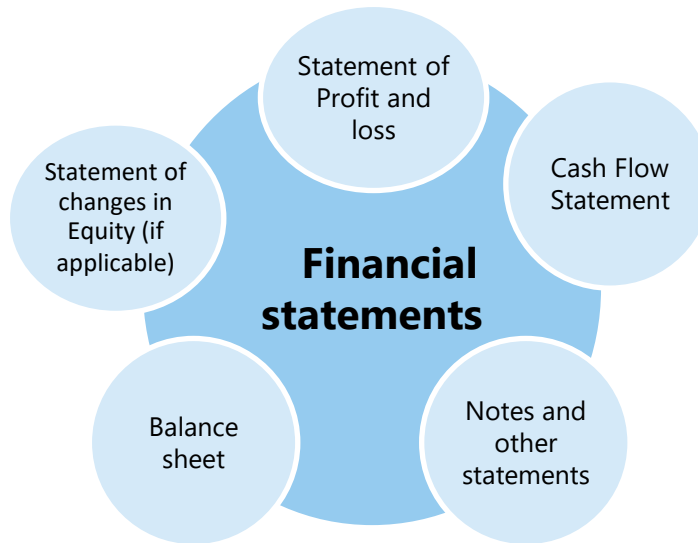 Statement of
Profit and
loss
Cash Flow
Statement
Statement of
changes in
Equity (if
applicable)
Financial
statements
Balance
sheet
Notes and
other
statements